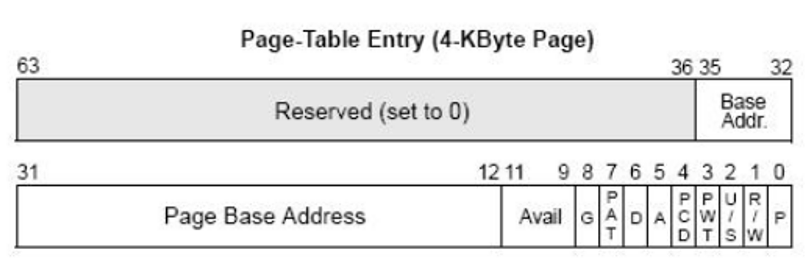 Page-Table Entry (4-KByte Page)
63 36 35 32
Reserved (set to 0) Base Addr.
31 12 11 9 8 7 6 5 4 3 2 1 0
Page Base Address Avail G PAT D A PCD PWT U/S R/W P